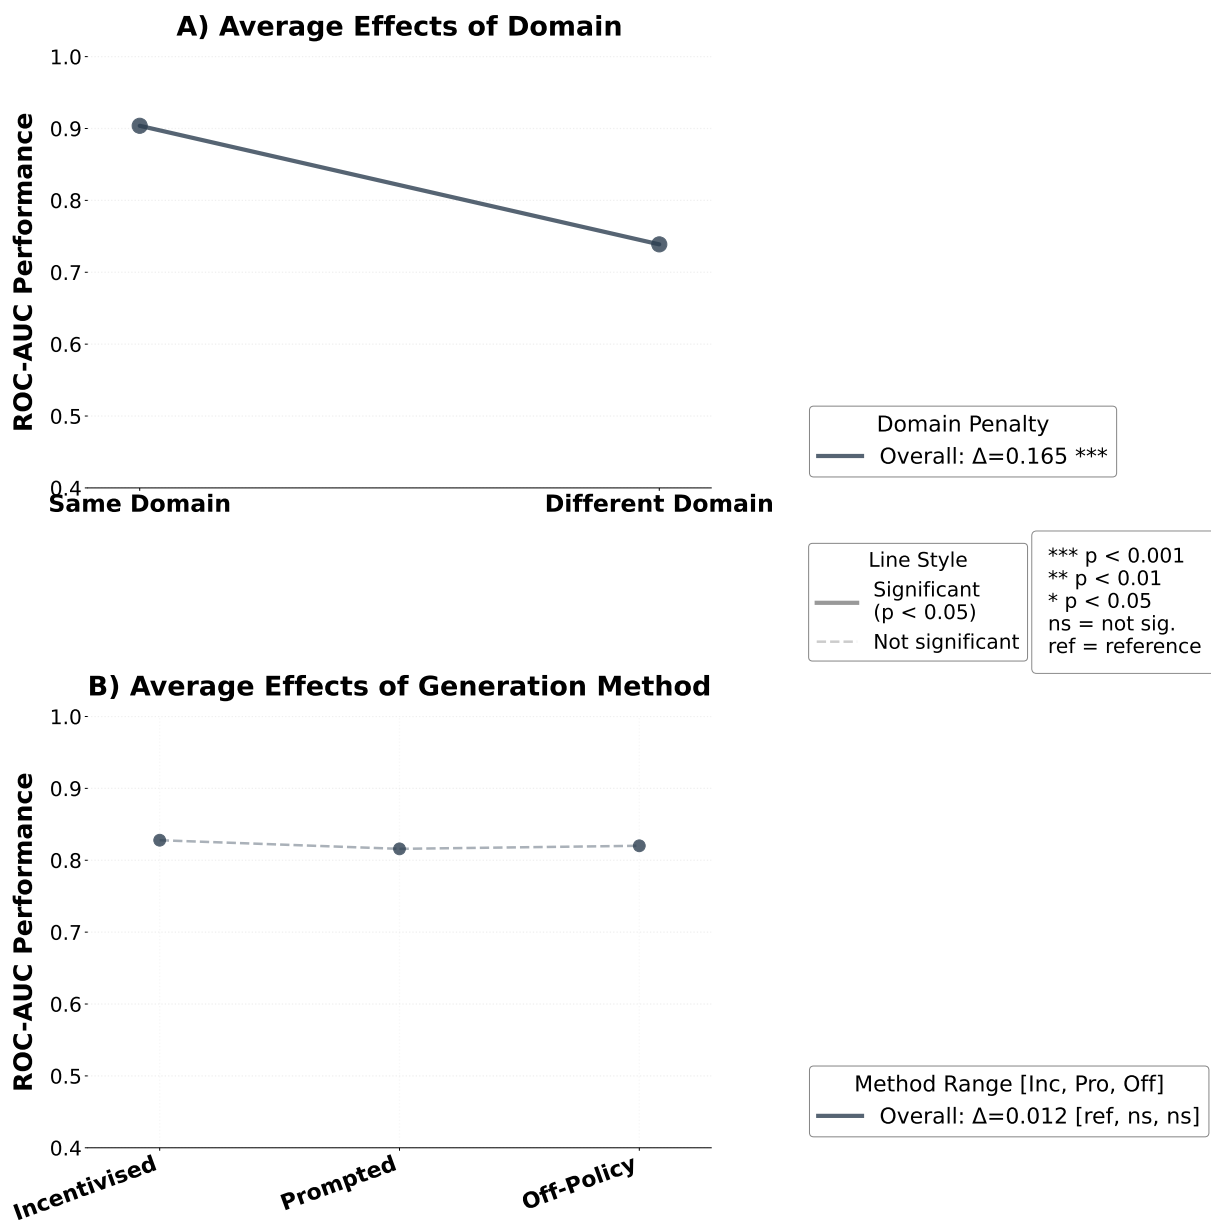 A) Average Effects of Domain
ROC-AUC Performance
1.0
0.9
0.8
0.7
0.6
0.5
0.4
Same Domain
Different Domain
Domain Penalty
Overall: Δ=0.165 ***
Line Style
Significant
(p < 0.05)
Not significant
*** p < 0.001
** p < 0.01
* p < 0.05
ns = not sig.
ref = reference
B) Average Effects of Generation Method
ROC-AUC Performance
1.0
0.9
0.8
0.7
0.6
0.5
0.4
Incentivised
Prompted
Off-Policy
Method Range [Inc, Pro, Off]
Overall: Δ=0.012 [ref, ns, ns]